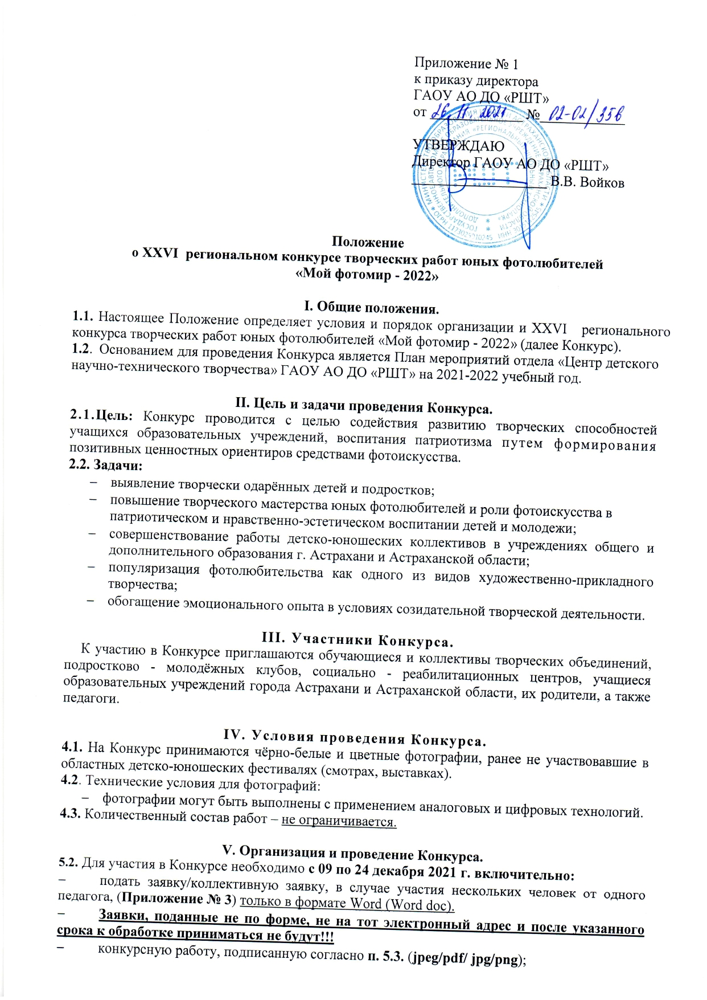 Приложение № 1
к приказу директора
ГАОУ АО ДО «РШТ»
от 26.11.2021 № 02-02/356
УТВЕРЖДАЮ
Директор ГАОУ АО ДО «РШТ»
В.В. Войков
Положение
о XXVI региональном конкурсе творческих работ юных фотолюбителей
«Мой фотомир - 2022»
I. Общие положения.
1.1. Настоящее Положение определяет условия и порядок организации и XXVI регионального
конкурса творческих работ юных фотолюбителей «Мой фотомир - 2022» (далее Конкурс).
1.2. Основанием для проведения Конкурса является План мероприятий отдела «Центр детского
научно-технического творчества» ГАОУ АО ДО «РШТ» на 2021-2022 учебный год.
II. Цель и задачи проведения Конкурса.
2.1.Цель: Конкурс проводится с целью содействия развитию творческих способностей
учащихся образовательных учреждений, воспитания патриотизма путем формирования
позитивных ценностных ориентиров средствами фотоискусства.
2.2. Задачи:
– выявление творчески одарённых детей и подростков;
– повышение творческого мастерства юных фотолюбителей и роли фотоискусства в
патриотическом и нравственно-эстетическом воспитании детей и молодежи;
– совершенствование работы детско-юношеских коллективов в учреждениях общего и
дополнительного образования г. Астрахани и Астраханской области;
– популяризация фотолюбительства как одного из видов художественно-прикладного
творчества;
– обогащение эмоционального опыта в условиях созидательной творческой деятельности.
III. Участники Конкурса.
К участию в Конкурсе приглашаются обучающиеся и коллективы творческих объединений,
подростково - молодёжных клубов, социально - реабилитационных центров, учащиеся
образовательных учреждений города Астрахани и Астраханской области, их родители, а также
педагоги.
IV. Условия проведения Конкурса.
4.1. На Конкурс принимаются чёрно-белые и цветные фотографии, ранее не участвовавшие в
областных детско-юношеских фестивалях (смотрах, выставках).
4.2. Технические условия для фотографий:
– фотографии могут быть выполнены с применением аналоговых и цифровых технологий.
4.3. Количественный состав работ – не ограничивается.
V. Организация и проведение Конкурса.
5.2. Для участия в Конкурсе необходимо с 09 по 24 декабря 2021 г. включительно:
– подать заявку/коллективную заявку, в случае участия нескольких человек от одного
педагога, (Приложение № 3) только в формате Word (Word doc).
– Заявки, поданные не по форме, не на тот электронный адрес и после указанного
срока к обработке приниматься не будут!!!
– конкурсную работу, подписанную согласно п. 5.3. (jpeg/pdf/ jpg/png);